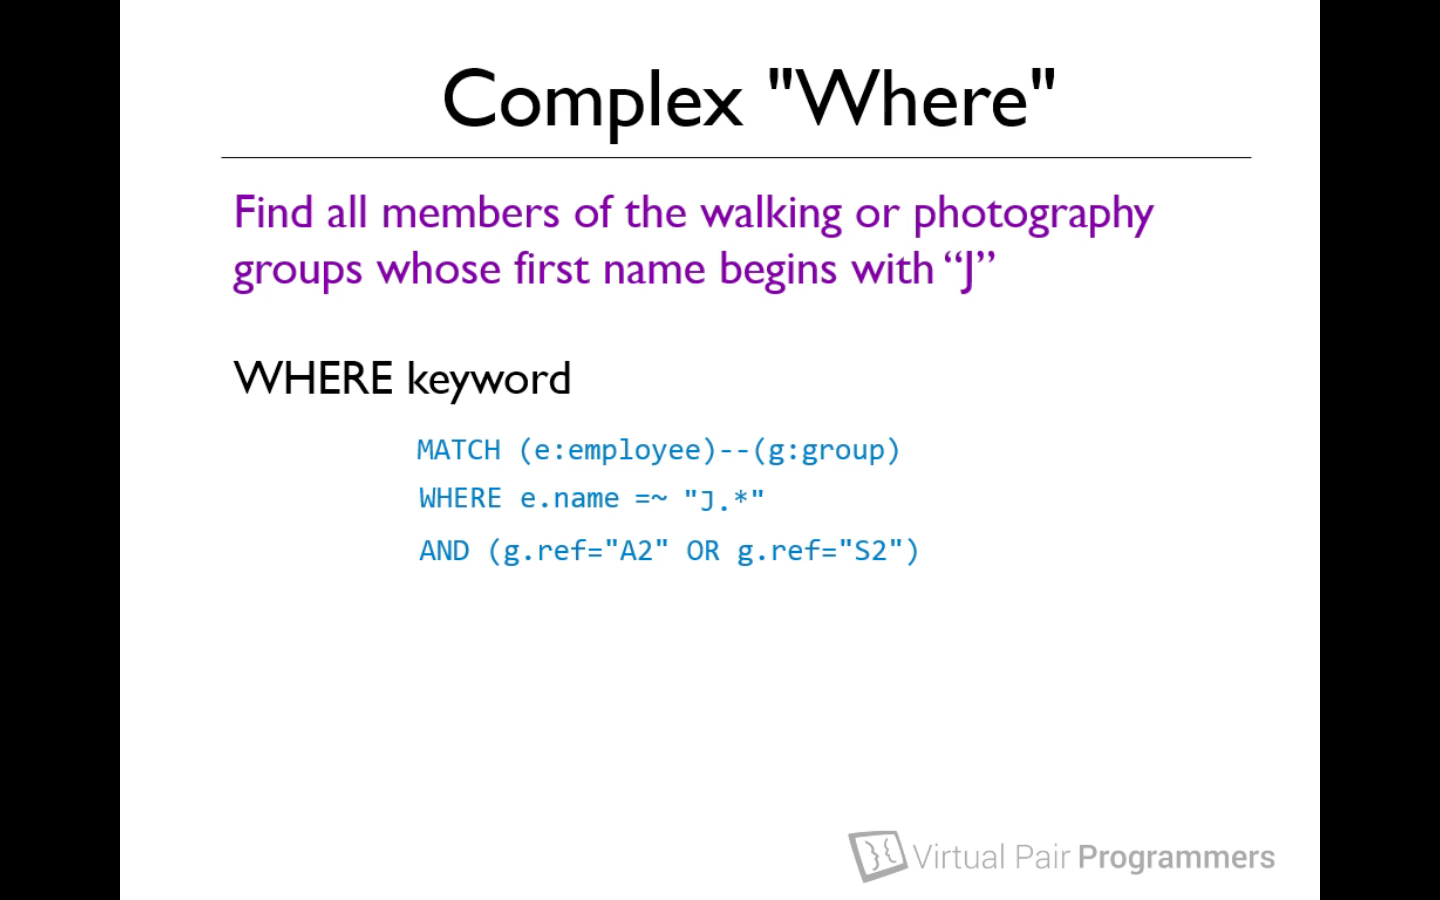 Complex "Where"
Find all members of the walking or photography
groups whose first name begins with “J”
WHERE keyword
MATCH (e:employee)--(g:group)
WHERE e.name =~ "J.*"
AND (g.ref="A2" OR g.ref="S2")
Virtual Pair Programmers